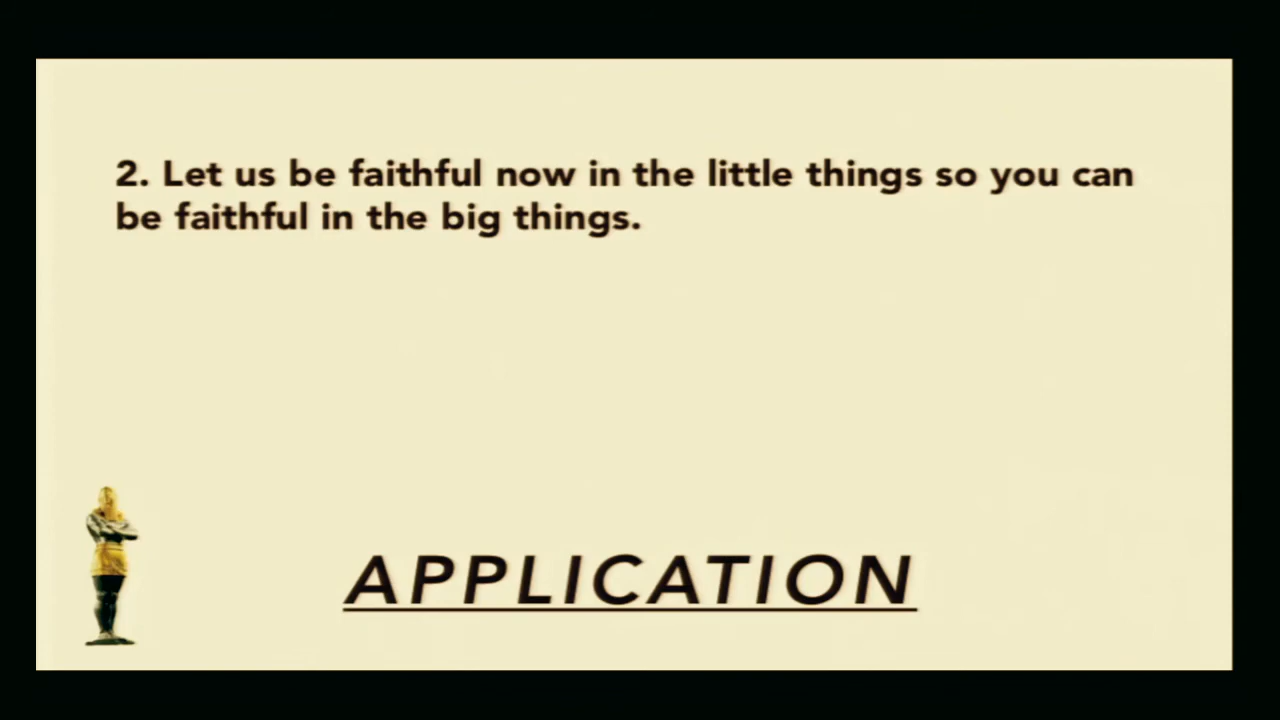 2. Let us be faithful now in the little things so you can
be faithful in the big things.
APPLICATION